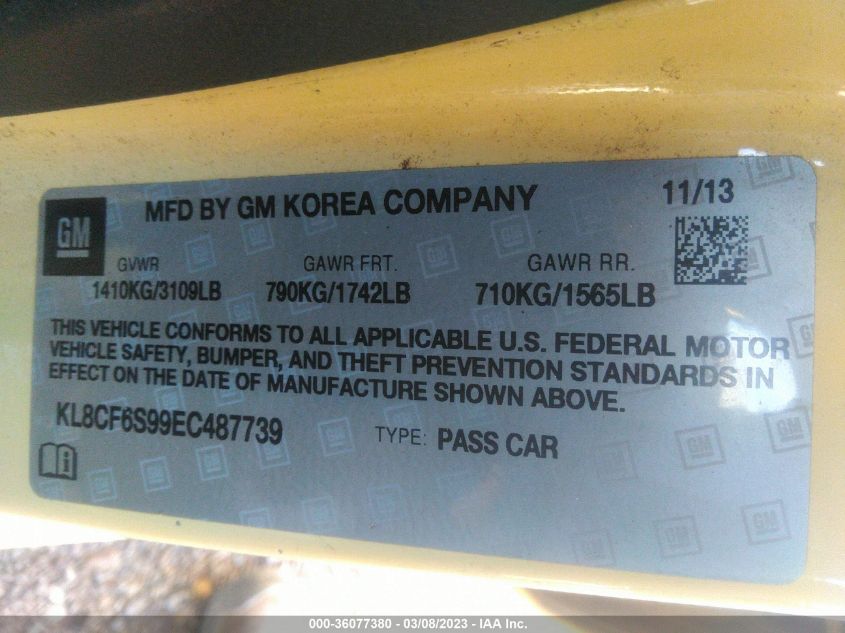 GM
MFD BY GM KOREA COMPANY 11/13
GVWR GAWR FRT. GAWR RR.
1410KG/3109LB 790KG/1742LB 710KG/1565LB
THIS VEHICLE CONFORMS TO ALL APPLICABLE U.S. FEDERAL MOTOR
VEHICLE SAFETY, BUMPER, AND THEFT PREVENTION STANDARDS IN
EFFECT ON THE DATE OF MANUFACTURE SHOWN ABOVE.
KL8CF6S99EC487739 TYPE: PASS CAR
000-36077380 - 03/08/2023 - IAA Inc.